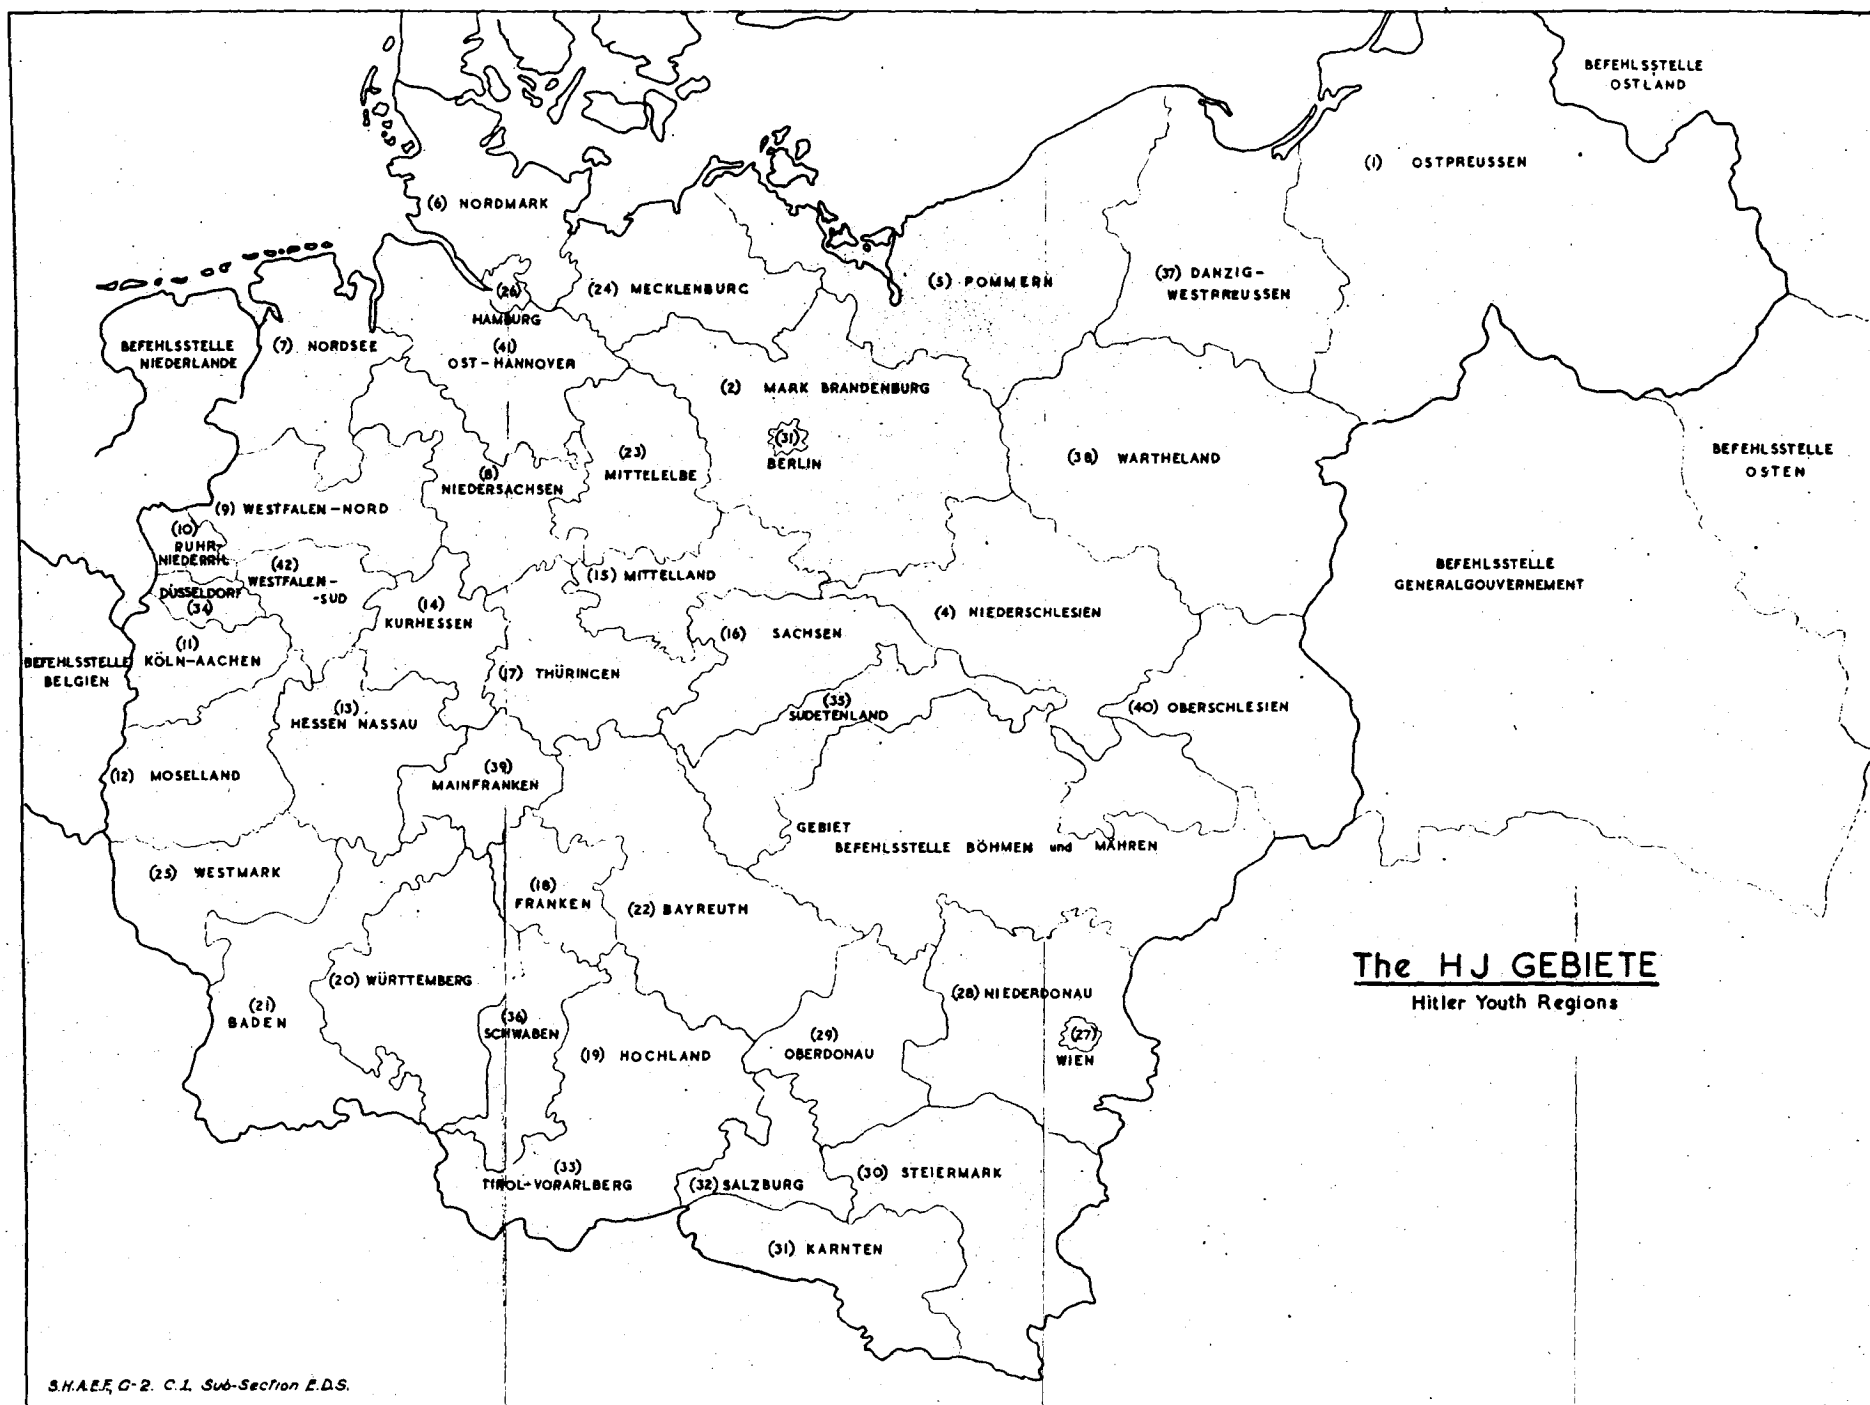 BEFEHLSSTELLE
OSTLAND
(1) OSTPREUSSEN
(6) NORDMARK
(37) DANZIG-
WESTPREUSSEN
(5) POMMERN
(24) MECKLENBURG
(26)
HAMBURG
BEFEHLSSTELLE
NIEDERLANDE
(7) NORDSEE
(41)
OST-HANNOVER
(2) MARK BRANDENBURG
(31)
BERLIN
(23)
MITTELELBE
(38) WARTHELAND
BEFEHLSSTELLE
OSTEN
(8)
NIEDERSACHSEN
(9) WESTFALEN-NORD
(10)
RUHR-
NIEDERRH.
(42)
WESTFALEN-
-SUD
DÜSSELDORF
(34)
(15) MITTELLAND
BEFEHLSSTELLE
GENERALGOUVERNEMENT
(14)
KURHESSEN
(4) NIEDERSCHLESIEN
(16) SACHSEN
(11)
KÖLN-AACHEN
BEFEHLSSTELLE
BELGIEN
(17) THÜRINGEN
(13)
HESSEN NASSAU
(35)
SUDETENLAND
(40) OBERSCHLESIEN
(12) MOSELLAND
(39)
MAINFRANKEN
GEBIET
BEFEHLSSTELLE BÖHMEN und MÄHREN
(25) WESTMARK
(18)
FRANKEN
(22) BAYREUTH
(20) WÜRTTEMBERG
(28) NIEDERDONAU
The HJ GEBIETE
Hitler Youth Regions
(21)
BADEN
(36)
SCHWABEN
(19) HOCHLAND
(29)
OBERDONAU
(27)
WIEN
(33)
TIROL-VORARLBERG
(32) SALZBURG
(30) STEIERMARK
(31) KARNTEN
S.H.A.E.F, G-2. C.I. Sub-Section E.D.S.